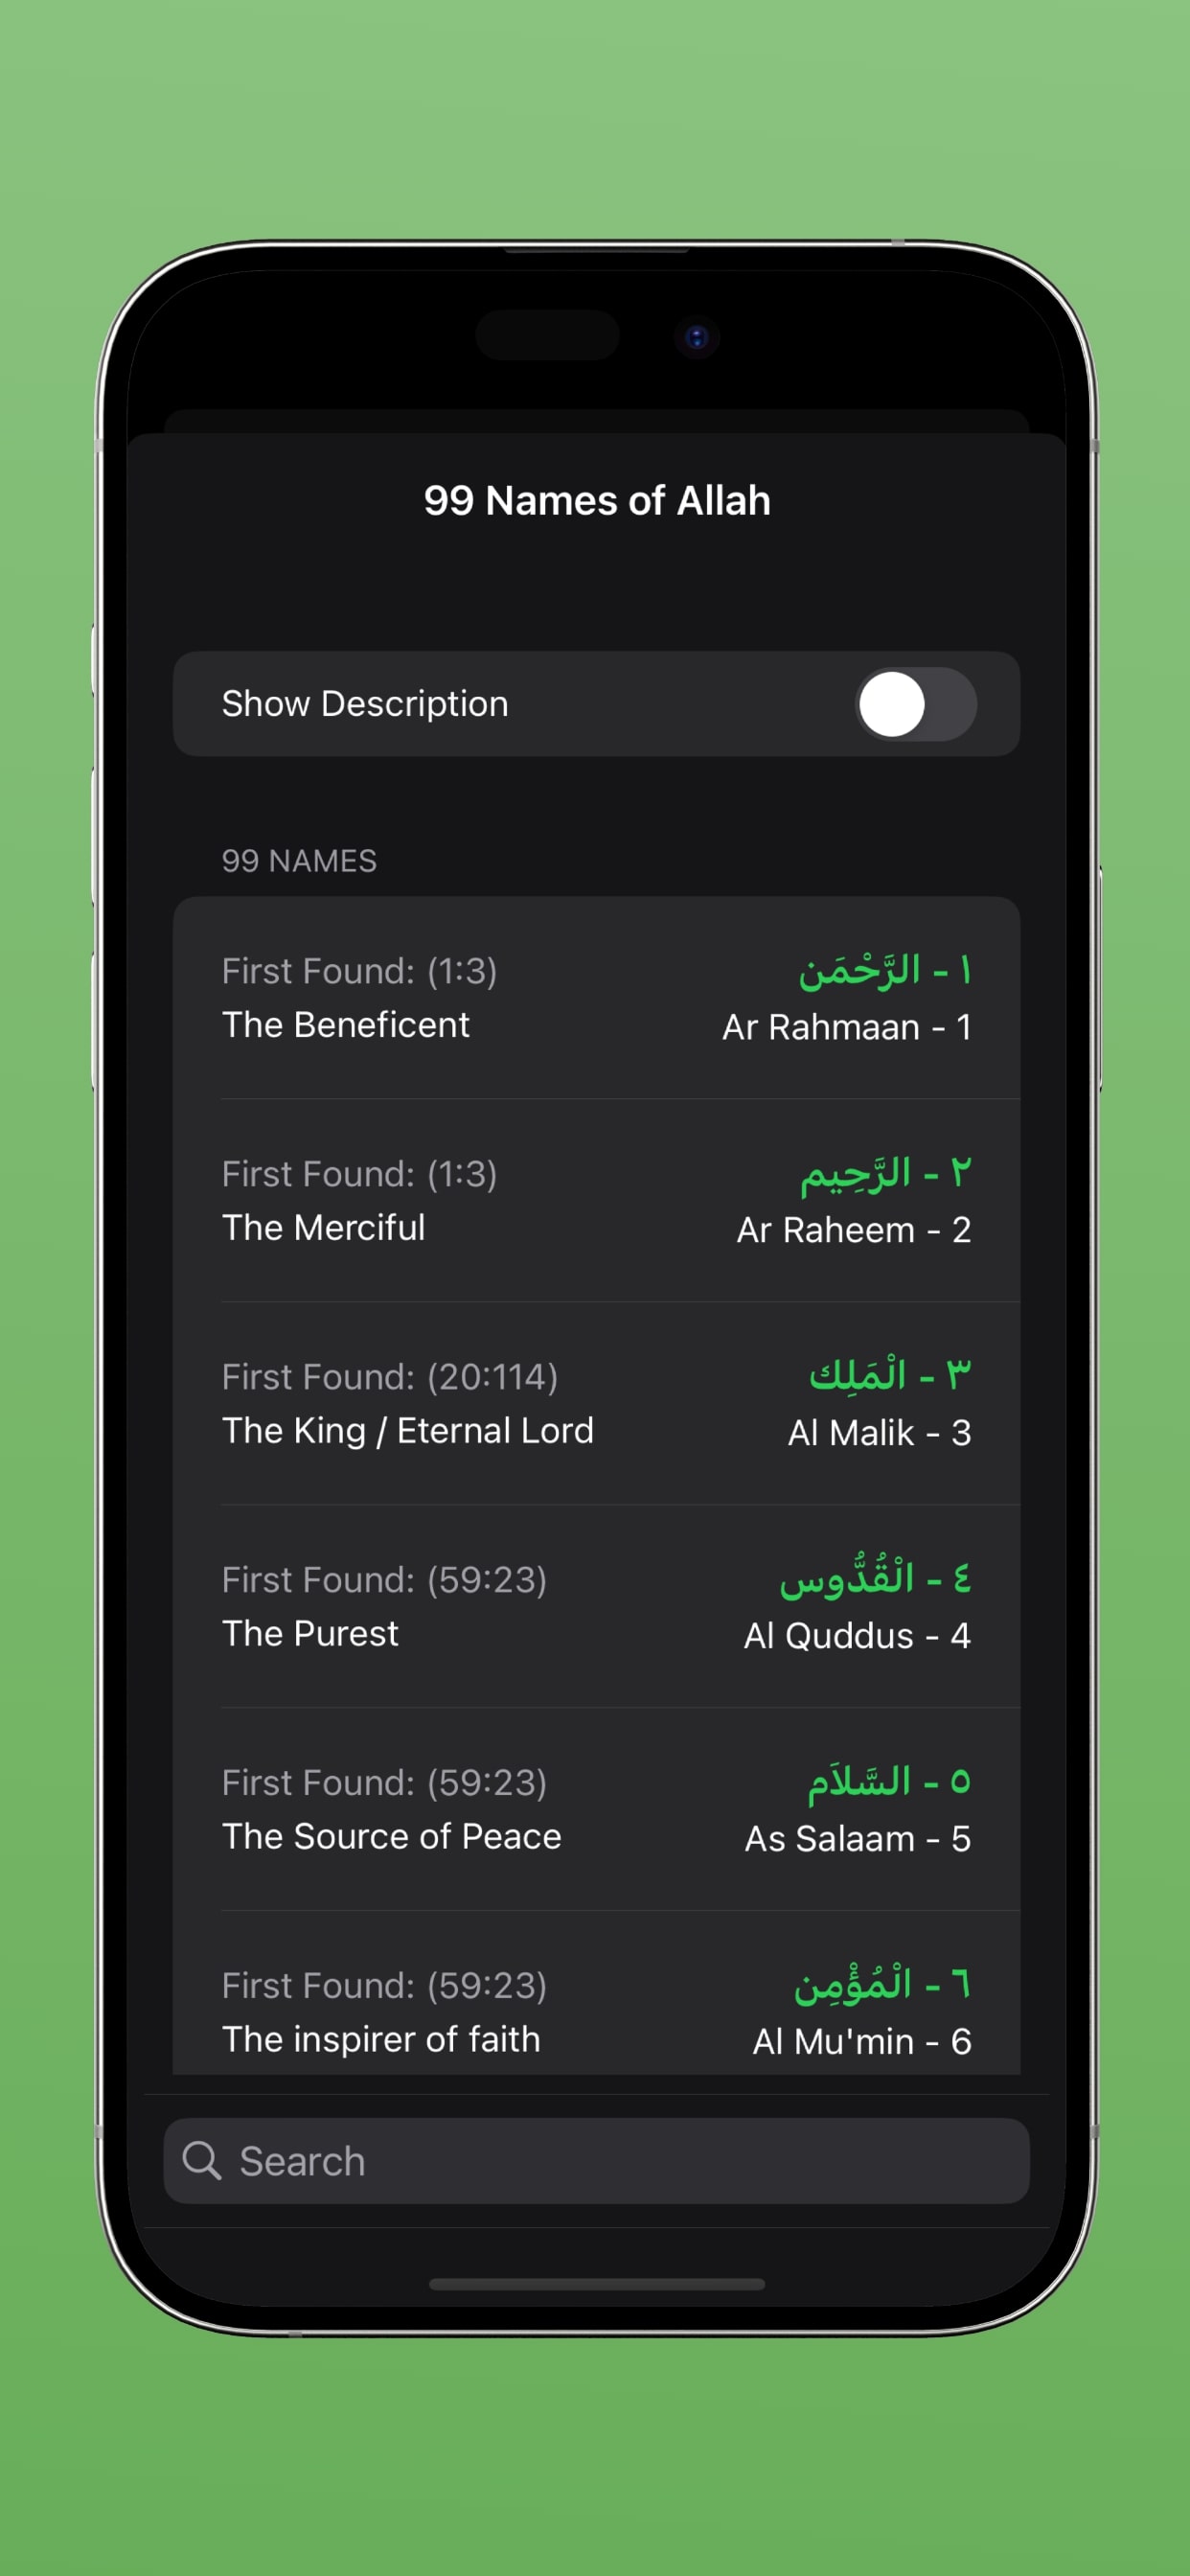 99 Names of Allah
Show Description
99 NAMES
First Found: (1:3)
١ - الرَّحْمَن
The Beneficent
Ar Rahmaan - 1
First Found: (1:3)
٢ - الرَّحِيم
The Merciful
Ar Raheem - 2
First Found: (20:114)
٣ - الْمَلِك
The King / Eternal Lord
Al Malik - 3
First Found: (59:23)
٤ - الْقُدُّوس
The Purest
Al Quddus - 4
First Found: (59:23)
٥ - السَّلاَم
The Source of Peace
As Salaam - 5
First Found: (59:23)
٦ - الْمُؤْمِن
The inspirer of faith
Al Mu'min - 6
Search